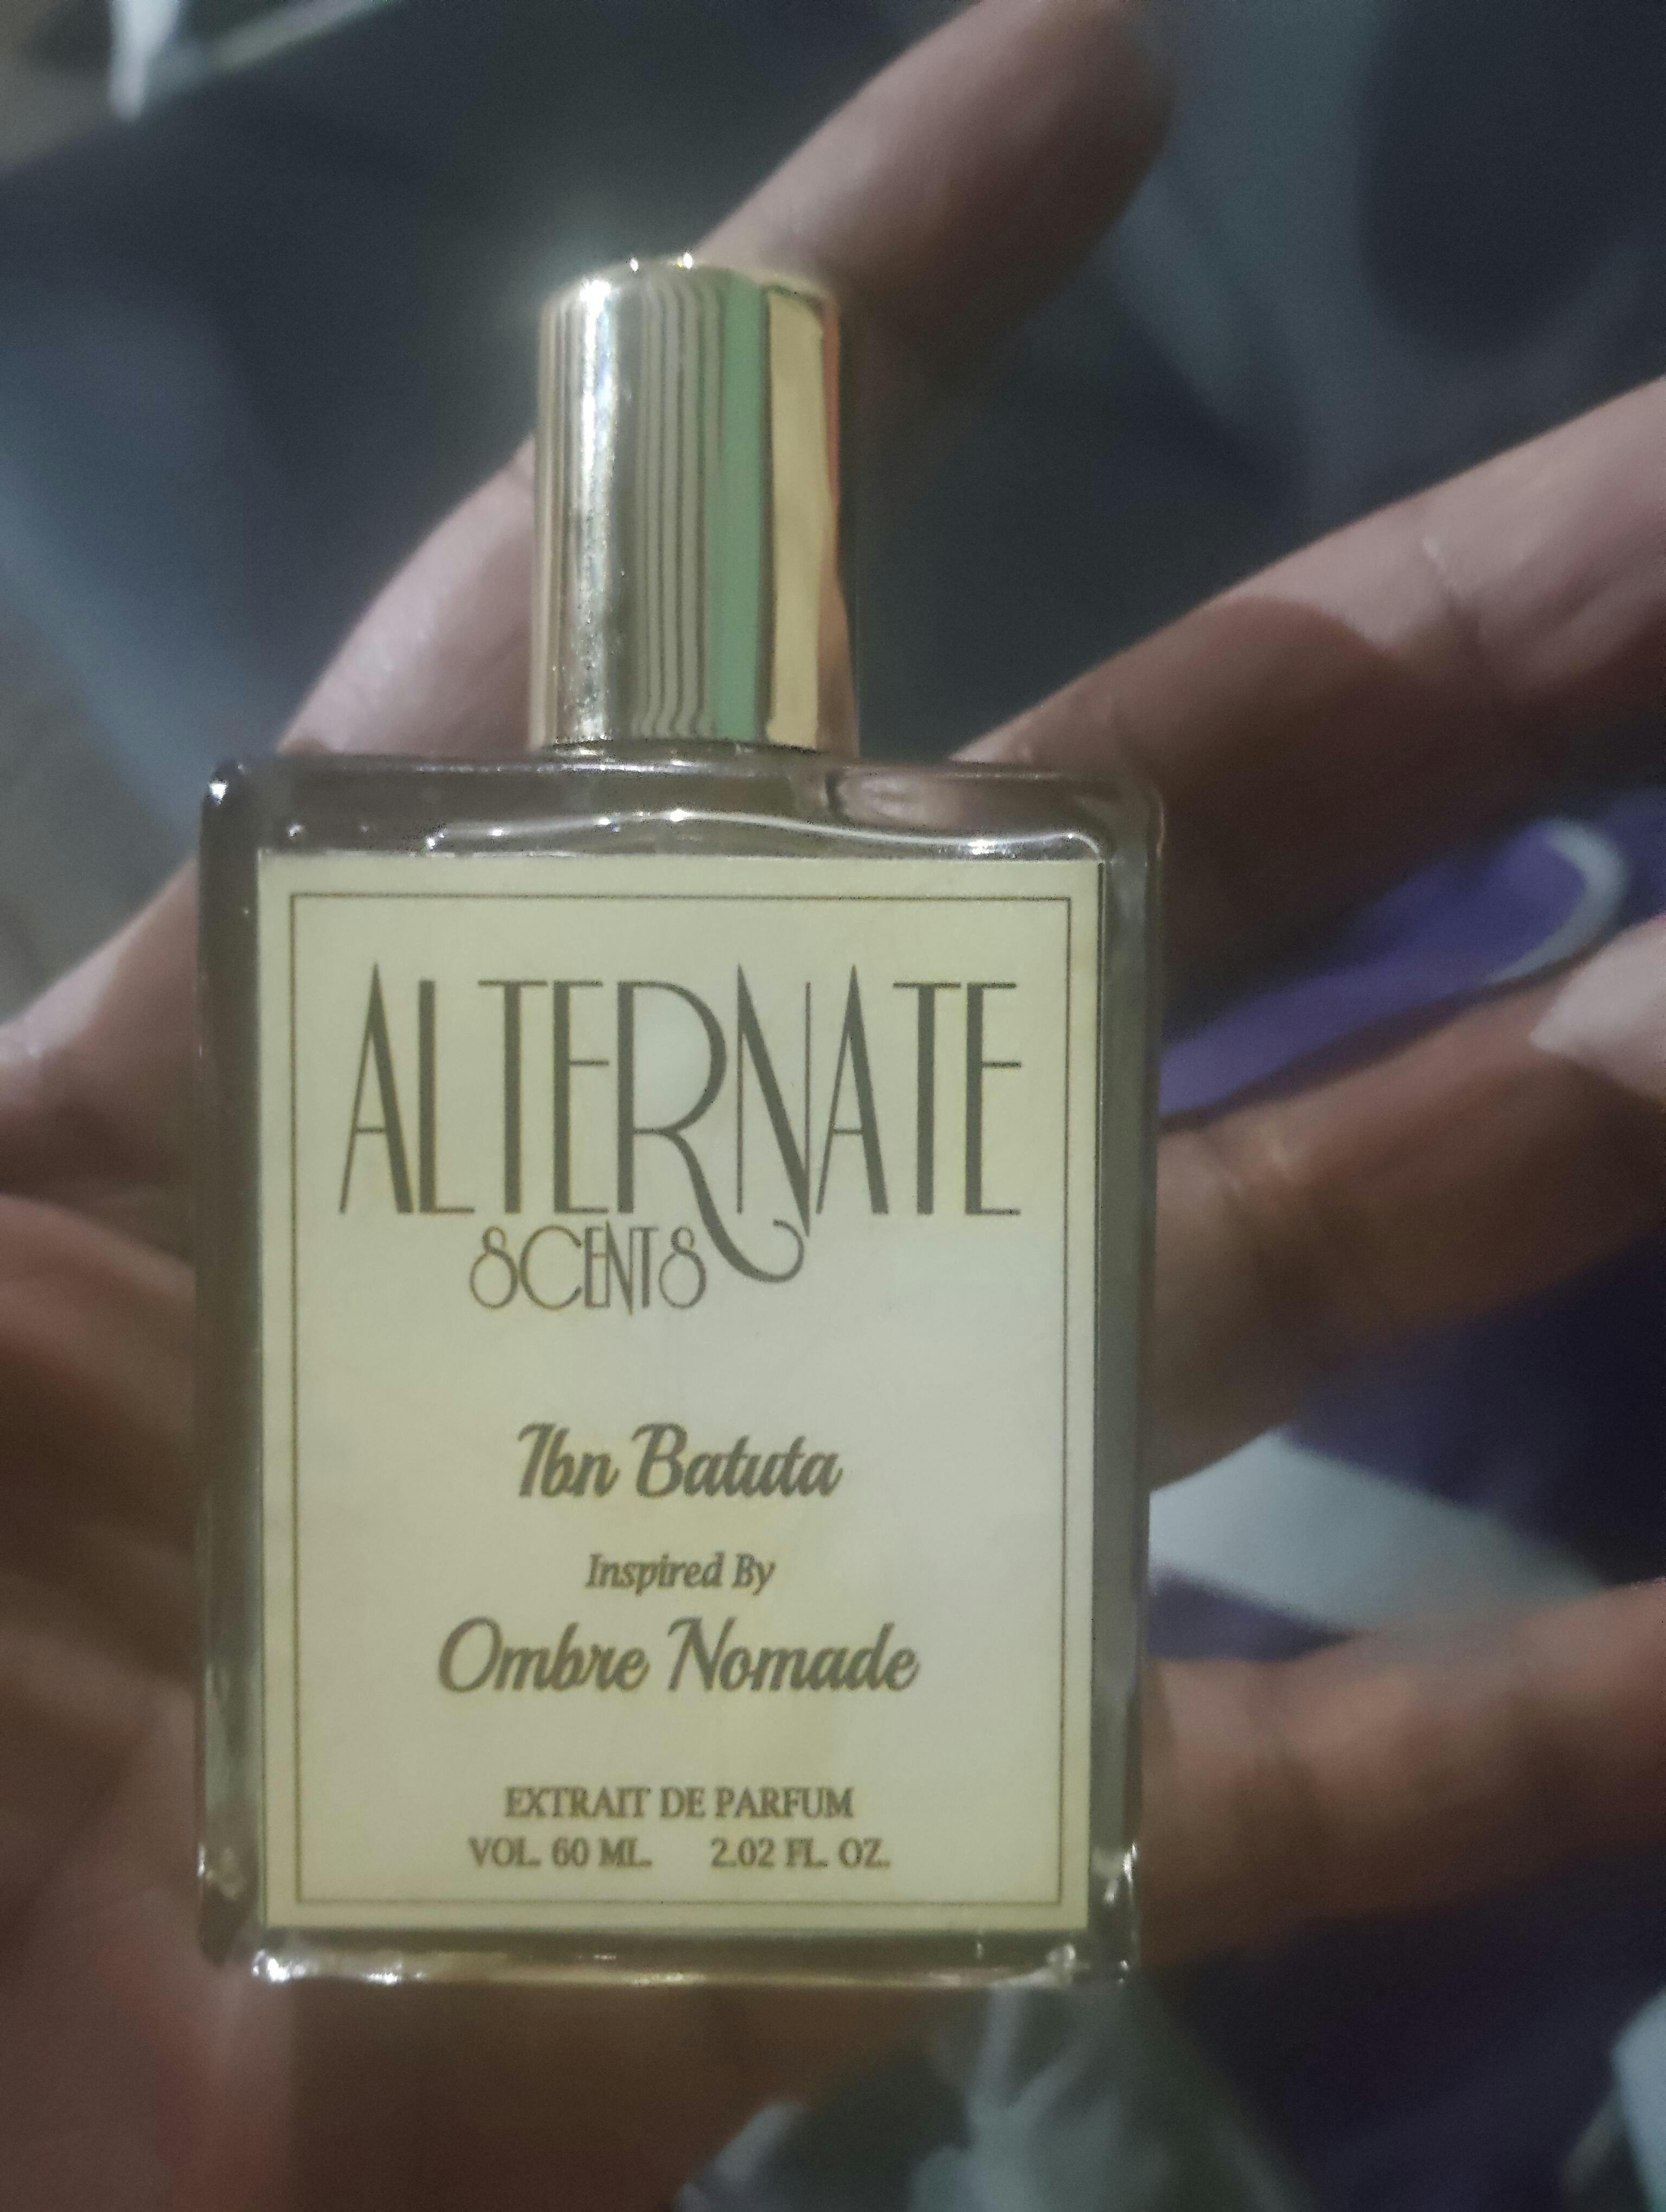 ALTERNATE
SCENTS
Ibn Batuta
Inspired By
Ombre Nomade
EXTRAIT DE PARFUM
VOL. 60 ML. 2.02 FL. OZ.